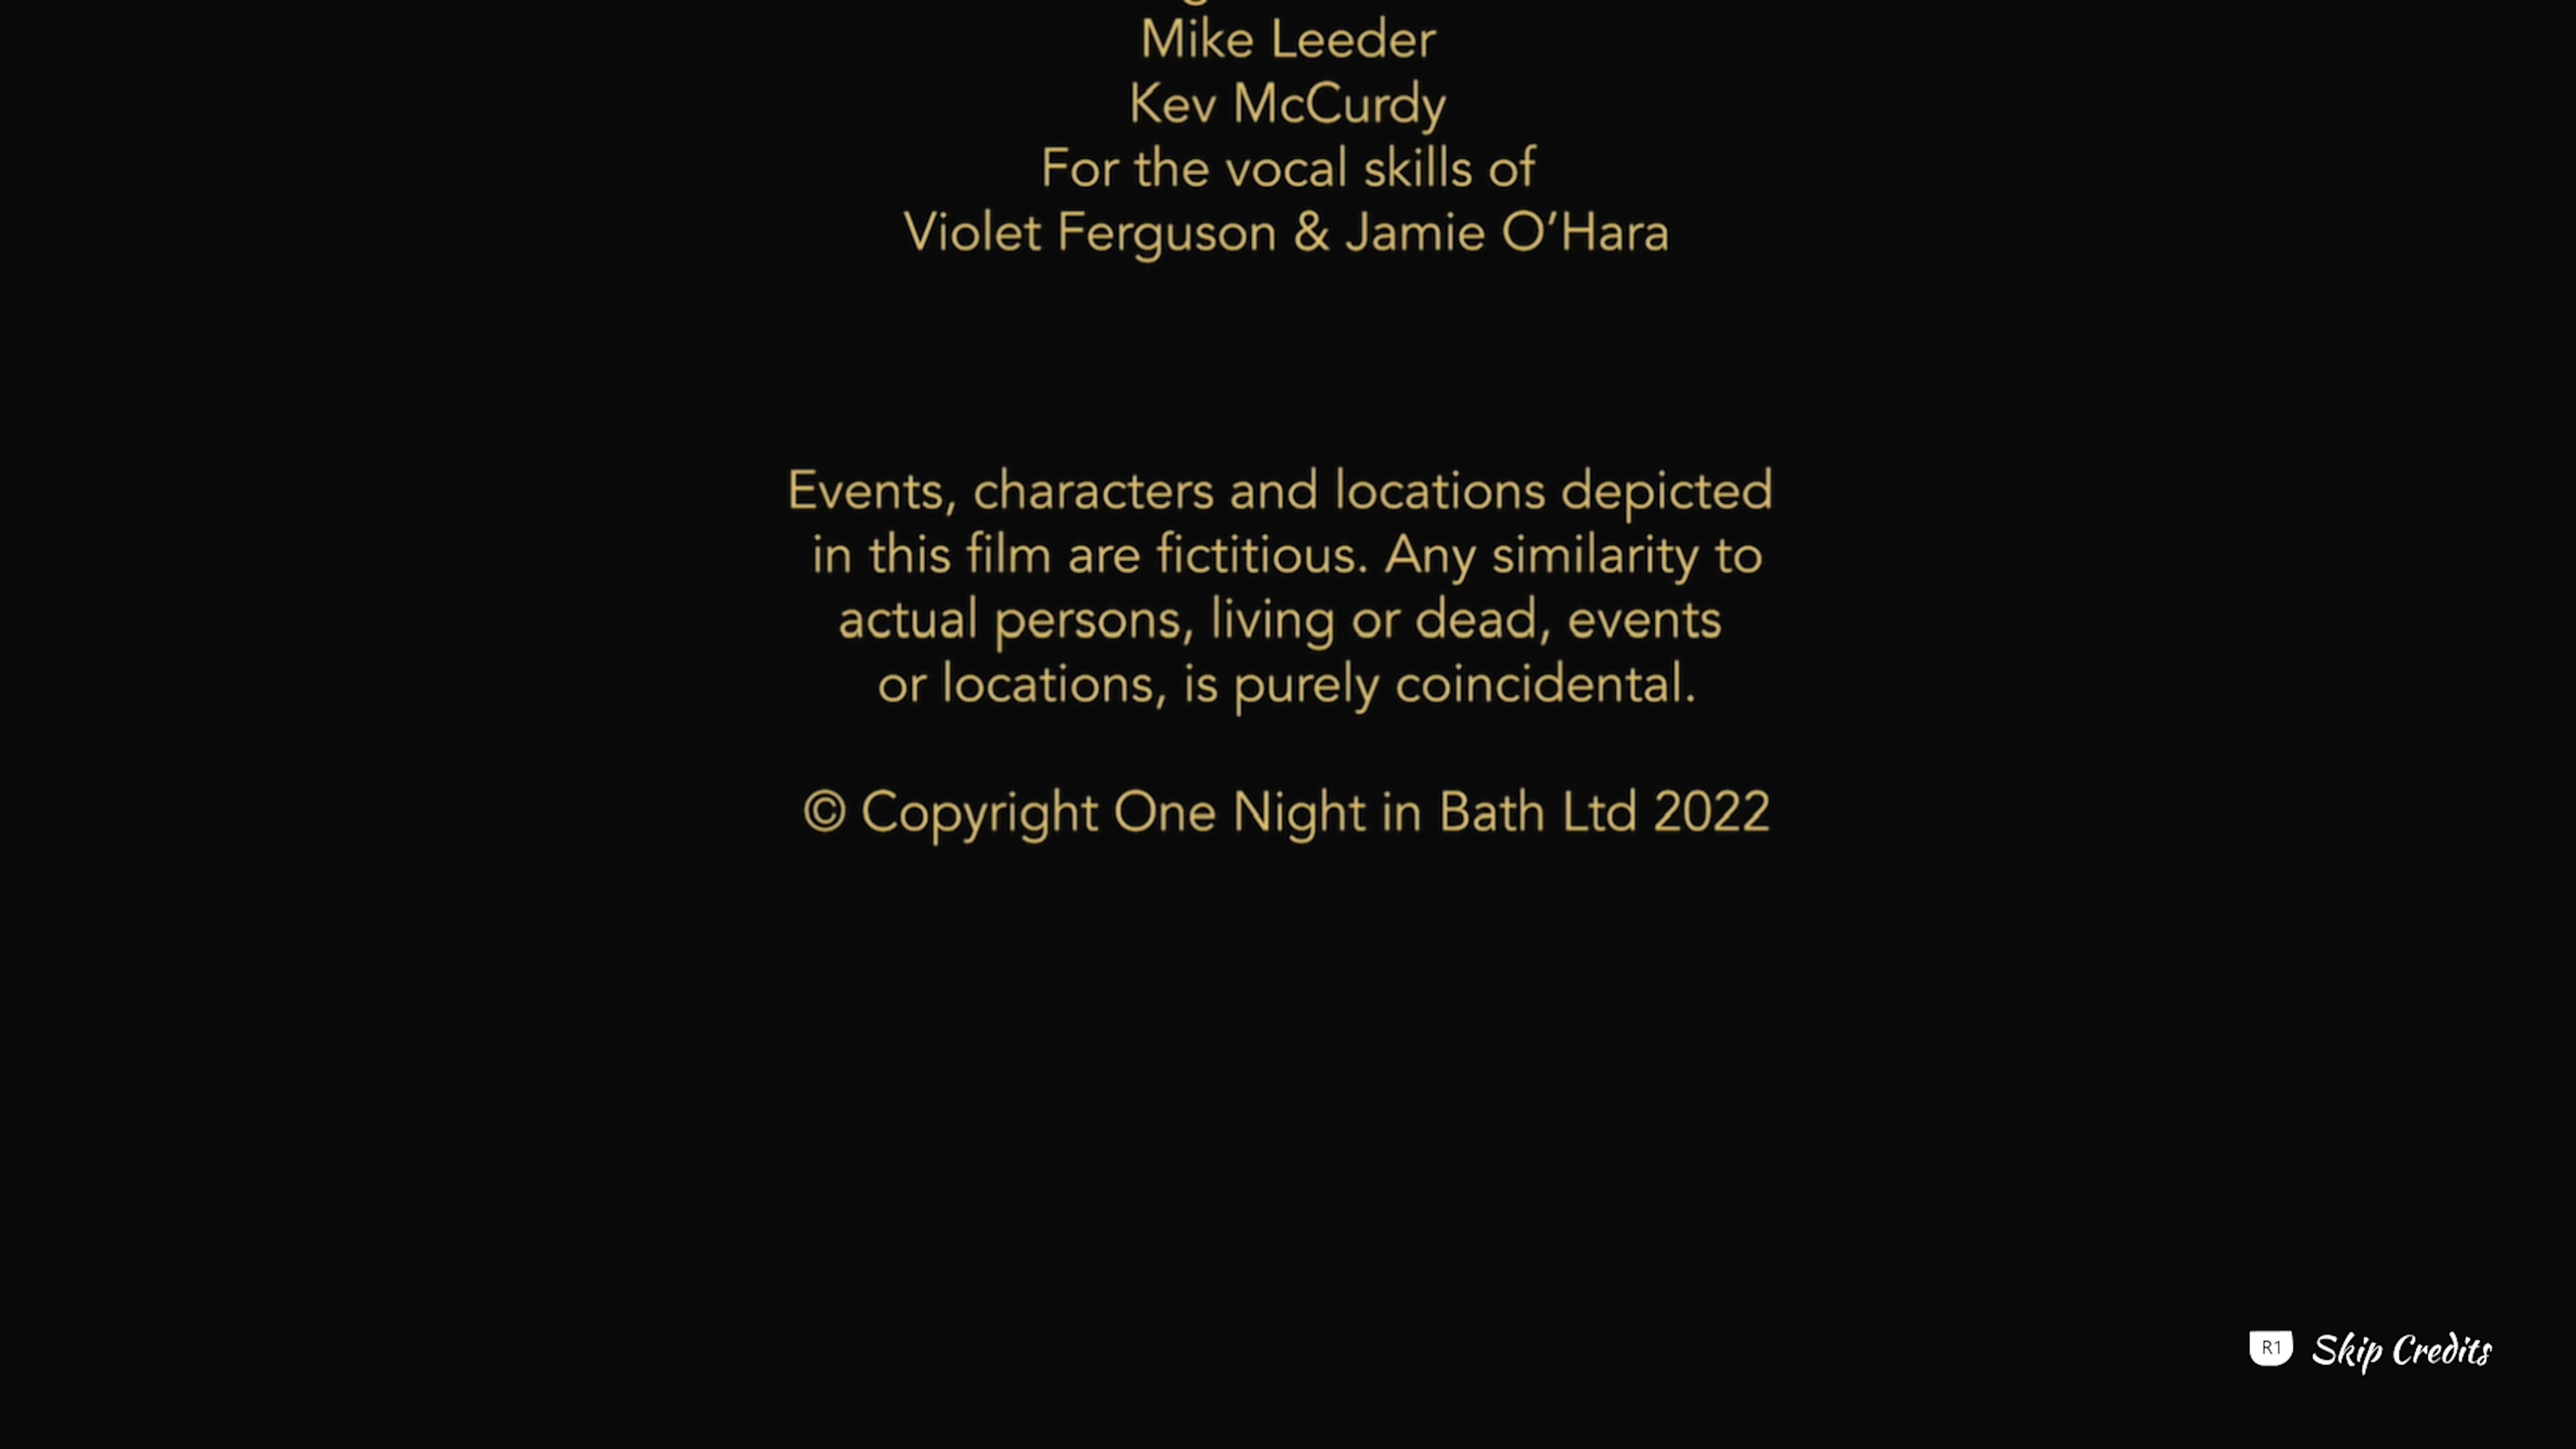 Mike Leeder
Kev McCurdy
For the vocal skills of
Violet Ferguson & Jamie O’Hara
Events, characters and locations depicted
in this film are fictitious. Any similarity to
actual persons, living or dead, events
or locations, is purely coincidental.
© Copyright One Night in Bath Ltd 2022
R1 Skip Credits